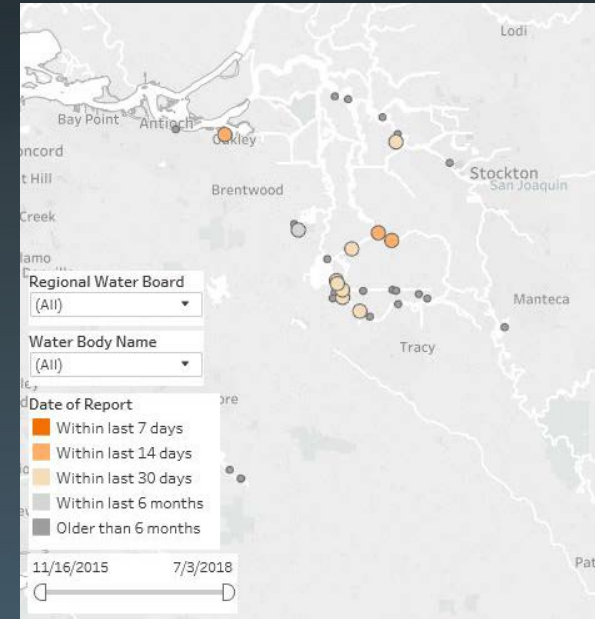 Lodi
Bay Point
Antioch
Oakley
oncord
t Hill
Stockton
San Joaquin
Brentwood
Creek
lamo
Regional Water Board
(All)
Manteca
Water Body Name
(All)
Tracy
Date of Report
ore
Within last 7 days
Within last 14 days
Within last 30 days
Within last 6 months
Older than 6 months
Pat
11/16/2015 7/3/2018